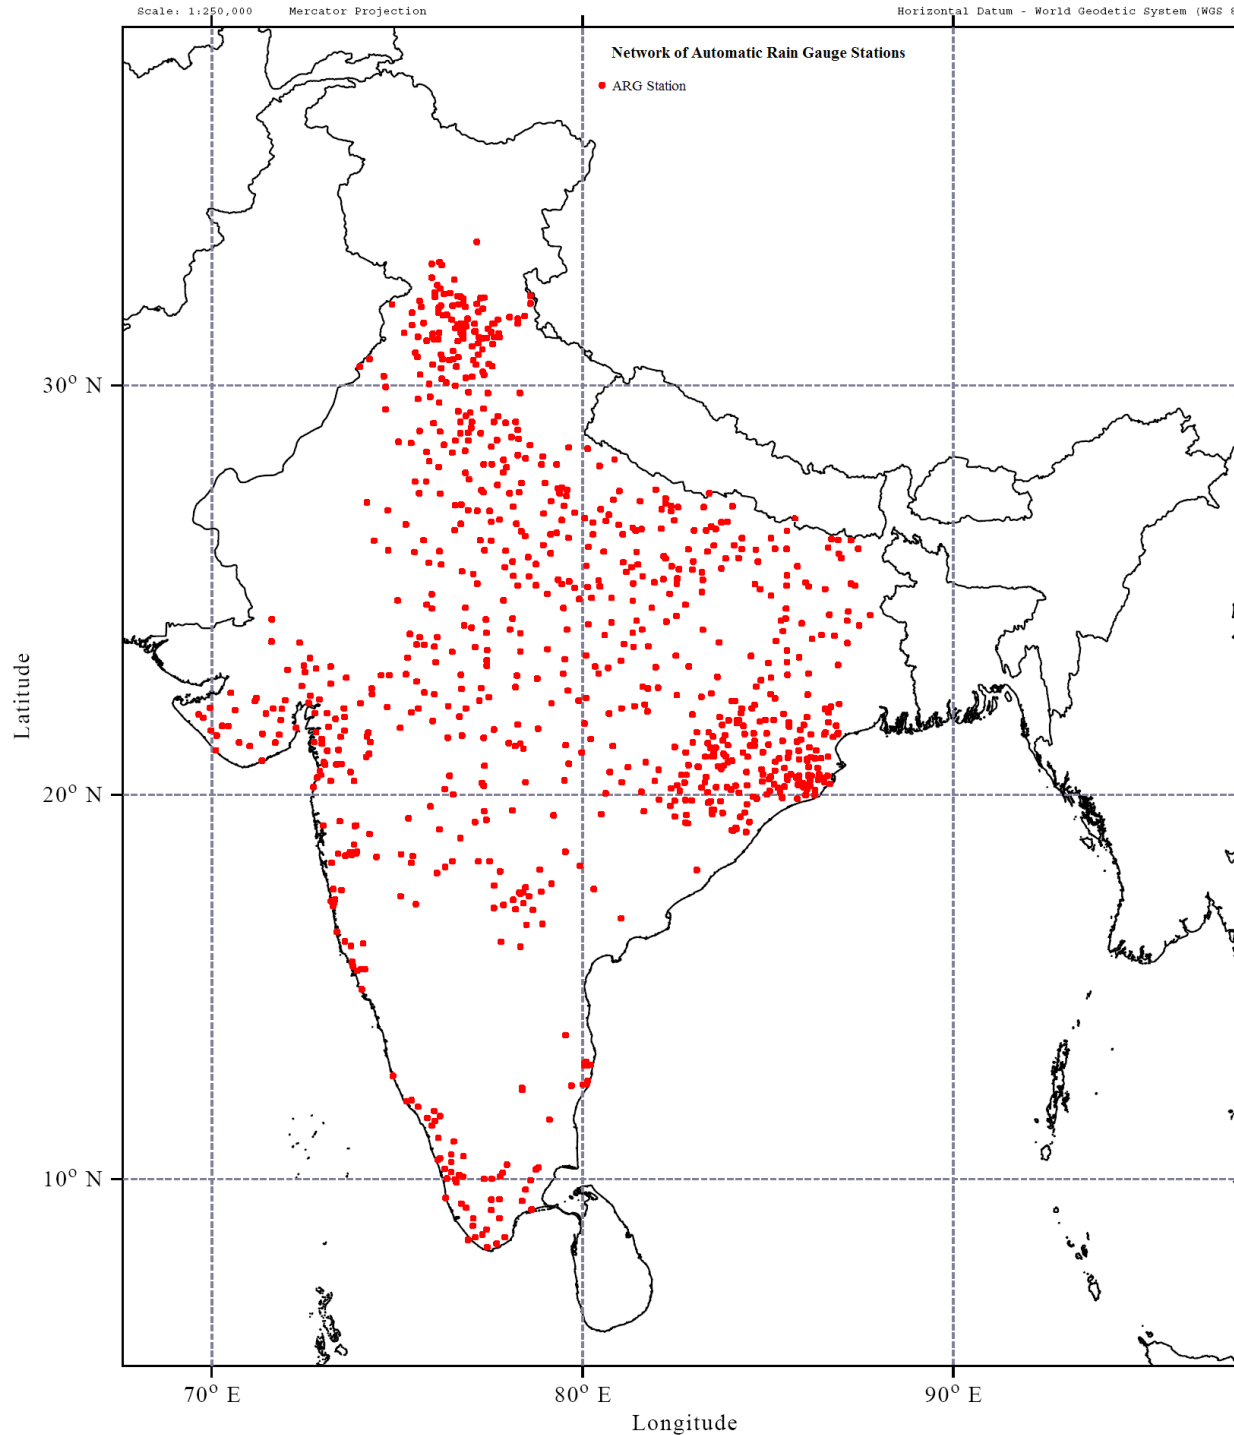 Scale: 1:250,000 Mercator Projection Horizontal Datum - World Geodetic System (WGS 8
Network of Automatic Rain Gauge Stations
ARG Station
30° N
20° N
10° N
Latitude
70° E 80° E 90° E
Longitude